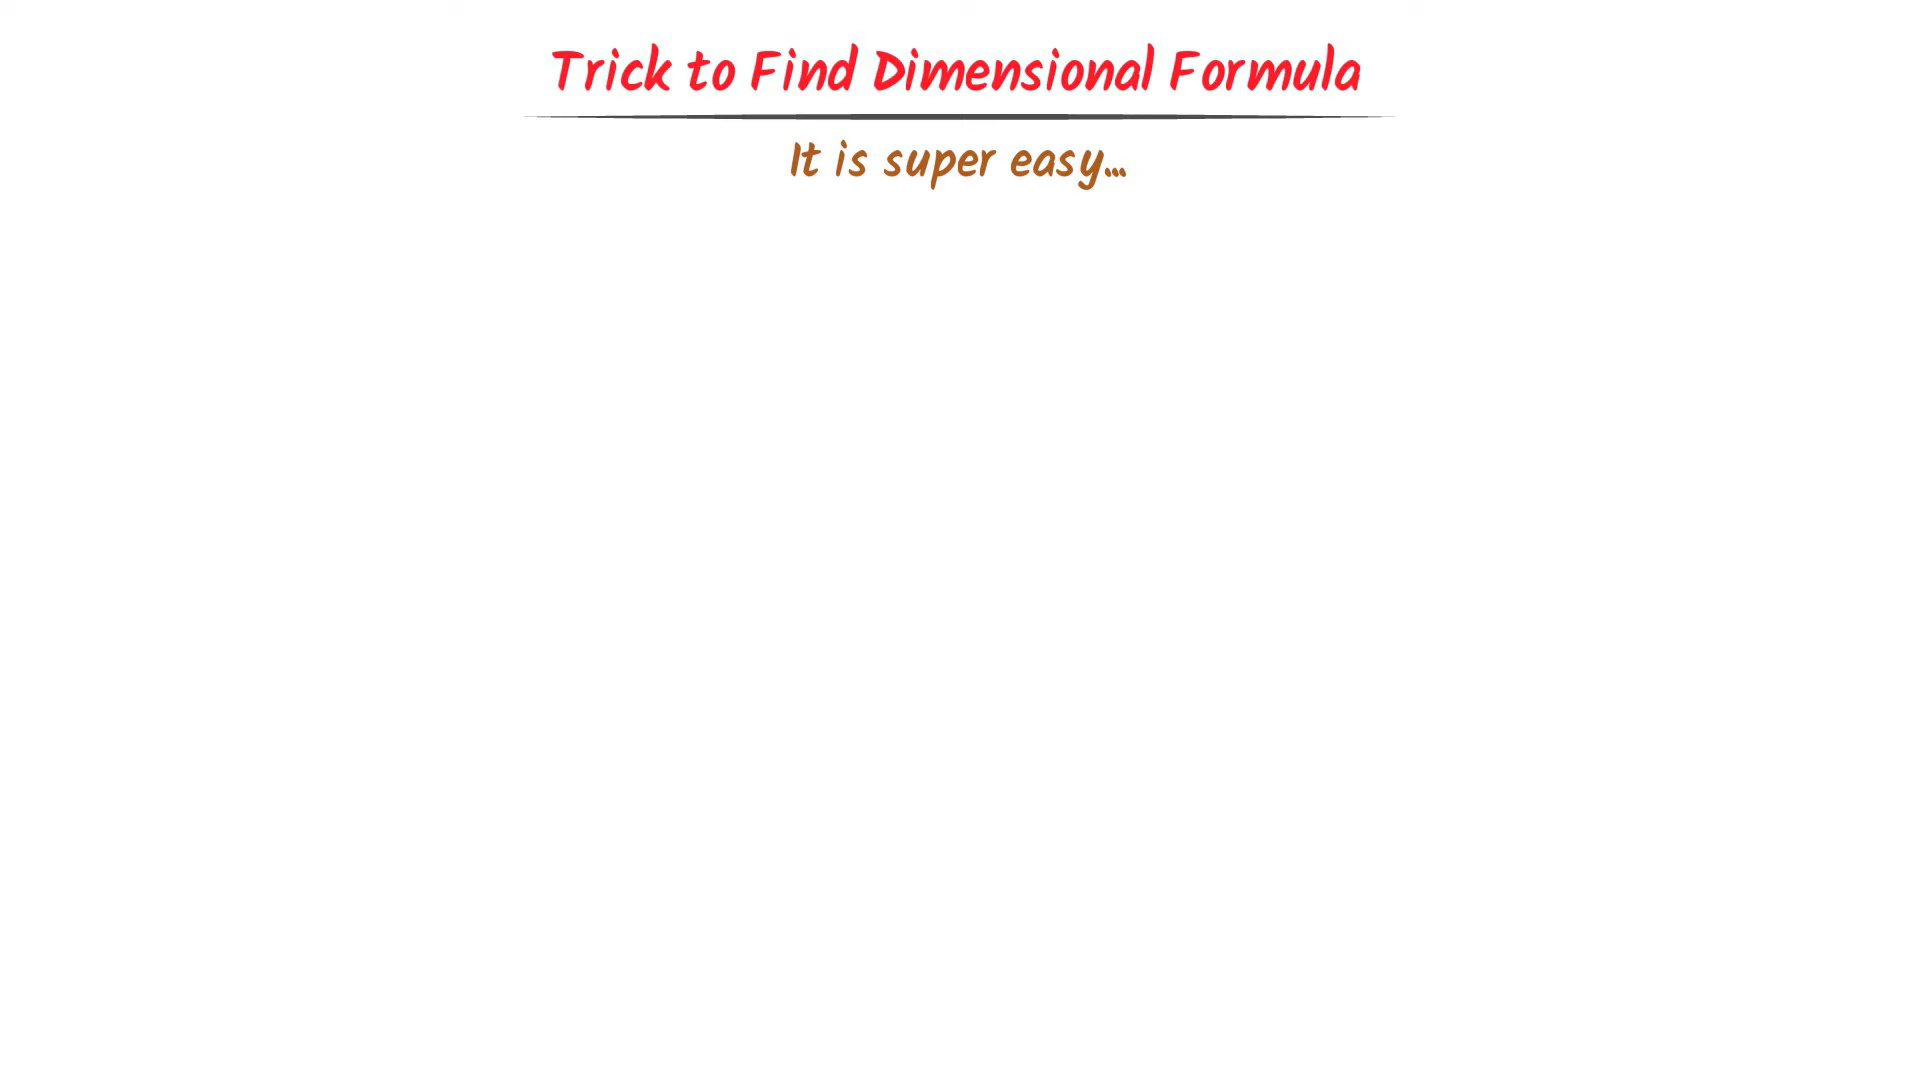 Trick to Find Dimensional Formula
It is super easy...